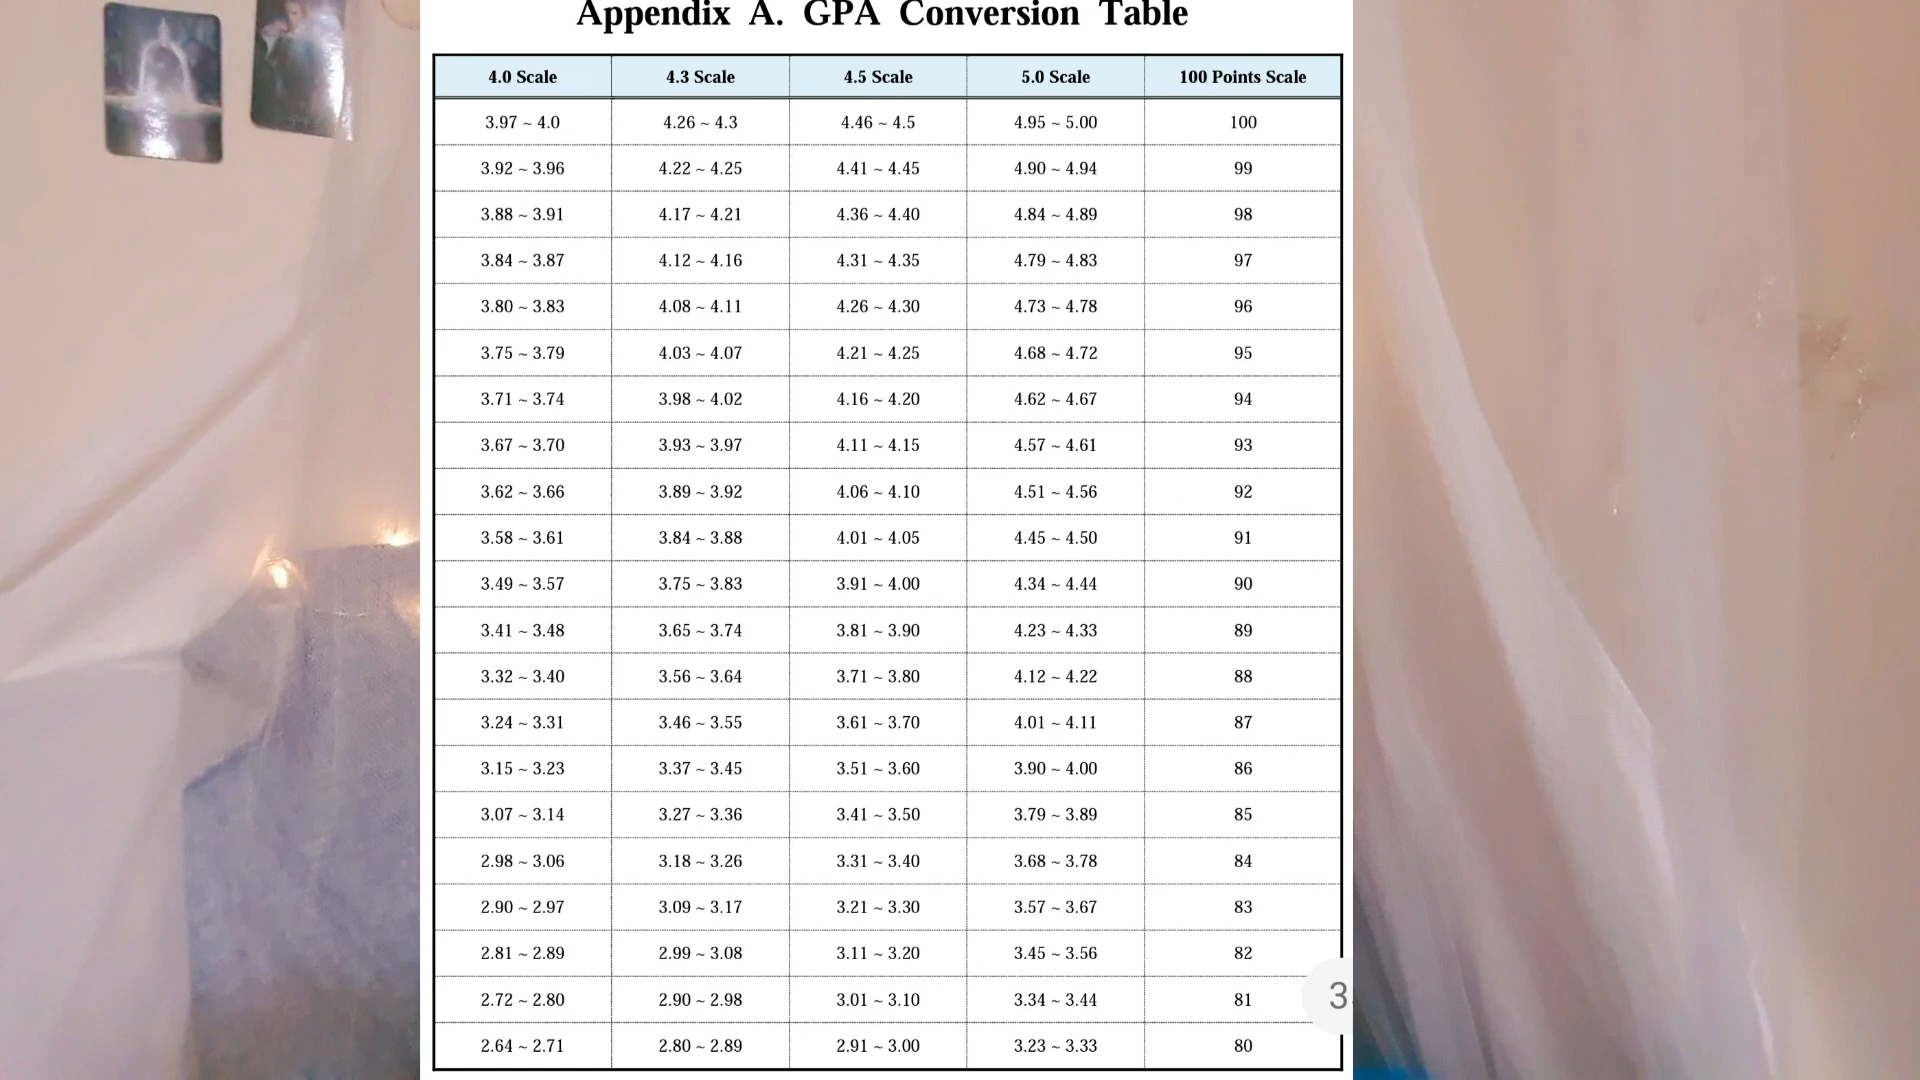 Appendix A. GPA Conversion Table
4.0 Scale 4.3 Scale 4.5 Scale 5.0 Scale 100 Points Scale
3.97 ~ 4.0 4.26 ~ 4.3 4.46 ~ 4.5 4.95 ~ 5.00 100
3.92 ~ 3.96 4.22 ~ 4.25 4.41 ~ 4.45 4.90 ~ 4.94 99
3.88 ~ 3.91 4.17 ~ 4.21 4.36 ~ 4.40 4.84 ~ 4.89 98
3.84 ~ 3.87 4.12 ~ 4.16 4.31 ~ 4.35 4.79 ~ 4.83 97
3.80 ~ 3.83 4.08 ~ 4.11 4.26 ~ 4.30 4.73 ~ 4.78 96
3.75 ~ 3.79 4.03 ~ 4.07 4.21 ~ 4.25 4.68 ~ 4.72 95
3.71 ~ 3.74 3.98 ~ 4.02 4.16 ~ 4.20 4.62 ~ 4.67 94
3.67 ~ 3.70 3.93 ~ 3.97 4.11 ~ 4.15 4.57 ~ 4.61 93
3.62 ~ 3.66 3.89 ~ 3.92 4.06 ~ 4.10 4.51 ~ 4.56 92
3.58 ~ 3.61 3.84 ~ 3.88 4.01 ~ 4.05 4.45 ~ 4.50 91
3.49 ~ 3.57 3.75 ~ 3.83 3.91 ~ 4.00 4.34 ~ 4.44 90
3.41 ~ 3.48 3.65 ~ 3.74 3.81 ~ 3.90 4.23 ~ 4.33 89
3.32 ~ 3.40 3.56 ~ 3.64 3.71 ~ 3.80 4.12 ~ 4.22 88
3.24 ~ 3.31 3.46 ~ 3.55 3.61 ~ 3.70 4.01 ~ 4.11 87
3.15 ~ 3.23 3.37 ~ 3.45 3.51 ~ 3.60 3.90 ~ 4.00 86
3.07 ~ 3.14 3.27 ~ 3.36 3.41 ~ 3.50 3.79 ~ 3.89 85
2.98 ~ 3.06 3.18 ~ 3.26 3.31 ~ 3.40 3.68 ~ 3.78 84
2.90 ~ 2.97 3.09 ~ 3.17 3.21 ~ 3.30 3.57 ~ 3.67 83
2.81 ~ 2.89 2.99 ~ 3.08 3.11 ~ 3.20 3.45 ~ 3.56 82
2.72 ~ 2.80 2.90 ~ 2.98 3.01 ~ 3.10 3.34 ~ 3.44 81
3
2.64 ~ 2.71 2.80 ~ 2.89 2.91 ~ 3.00 3.23 ~ 3.33 80